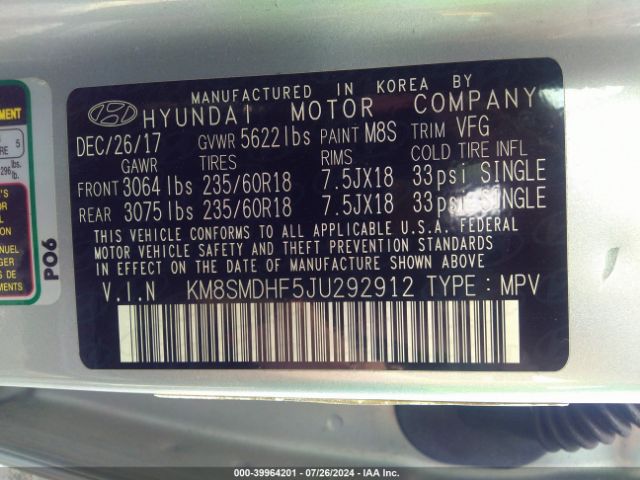 MANUFACTURED IN KOREA BY
HYUNDAI MOTOR COMPANY
DEC/26/17 GVWR 5622lbs PAINT M8S TRIM VFG
GAWR TIRES RIMS COLD TIRE INFL
FRONT 3064lbs 235/60R18 7.5JX18 33psi SINGLE
REAR 3075lbs 235/60R18 7.5JX18 33psi SINGLE
THIS VEHICLE CONFORMS TO ALL APPLICABLE U.S.A. FEDERAL
MOTOR VEHICLE SAFETY AND THEFT PREVENTION STANDARDS
IN EFFECT ON THE DATE OF MANUFACTURE SHOWN ABOVE.
V.I.N KM8SMDHF5JU292912 TYPE : MPV
P06
5
lbs.
000-39964201 - 07/26/2024 - IAA, Inc.